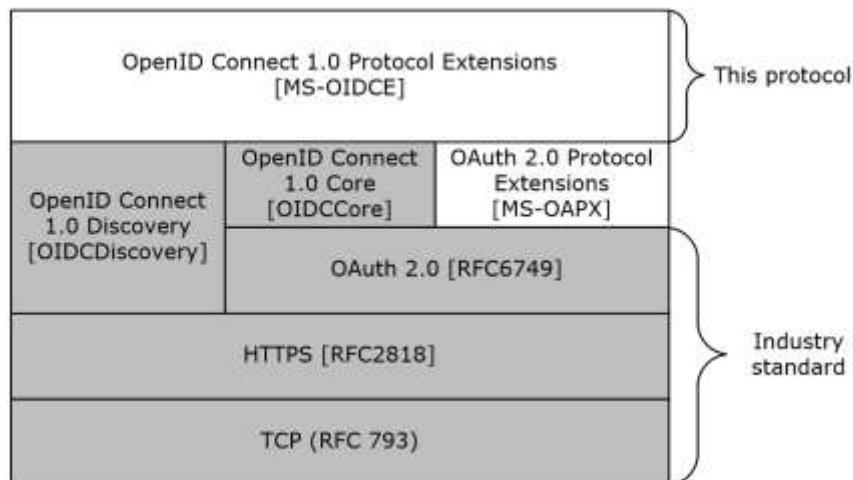 OpenID Connect 1.0 Protocol Extensions
[MS-OIDCE]
This protocol
OpenID Connect
1.0 Discovery
[OIDCDiscovery]
OpenID Connect
1.0 Core
[OIDCCore]
OAuth 2.0 Protocol
Extensions
[MS-OAPX]
OAuth 2.0 [RFC6749]
HTTPS [RFC2818]
TCP (RFC 793)
Industry
standard